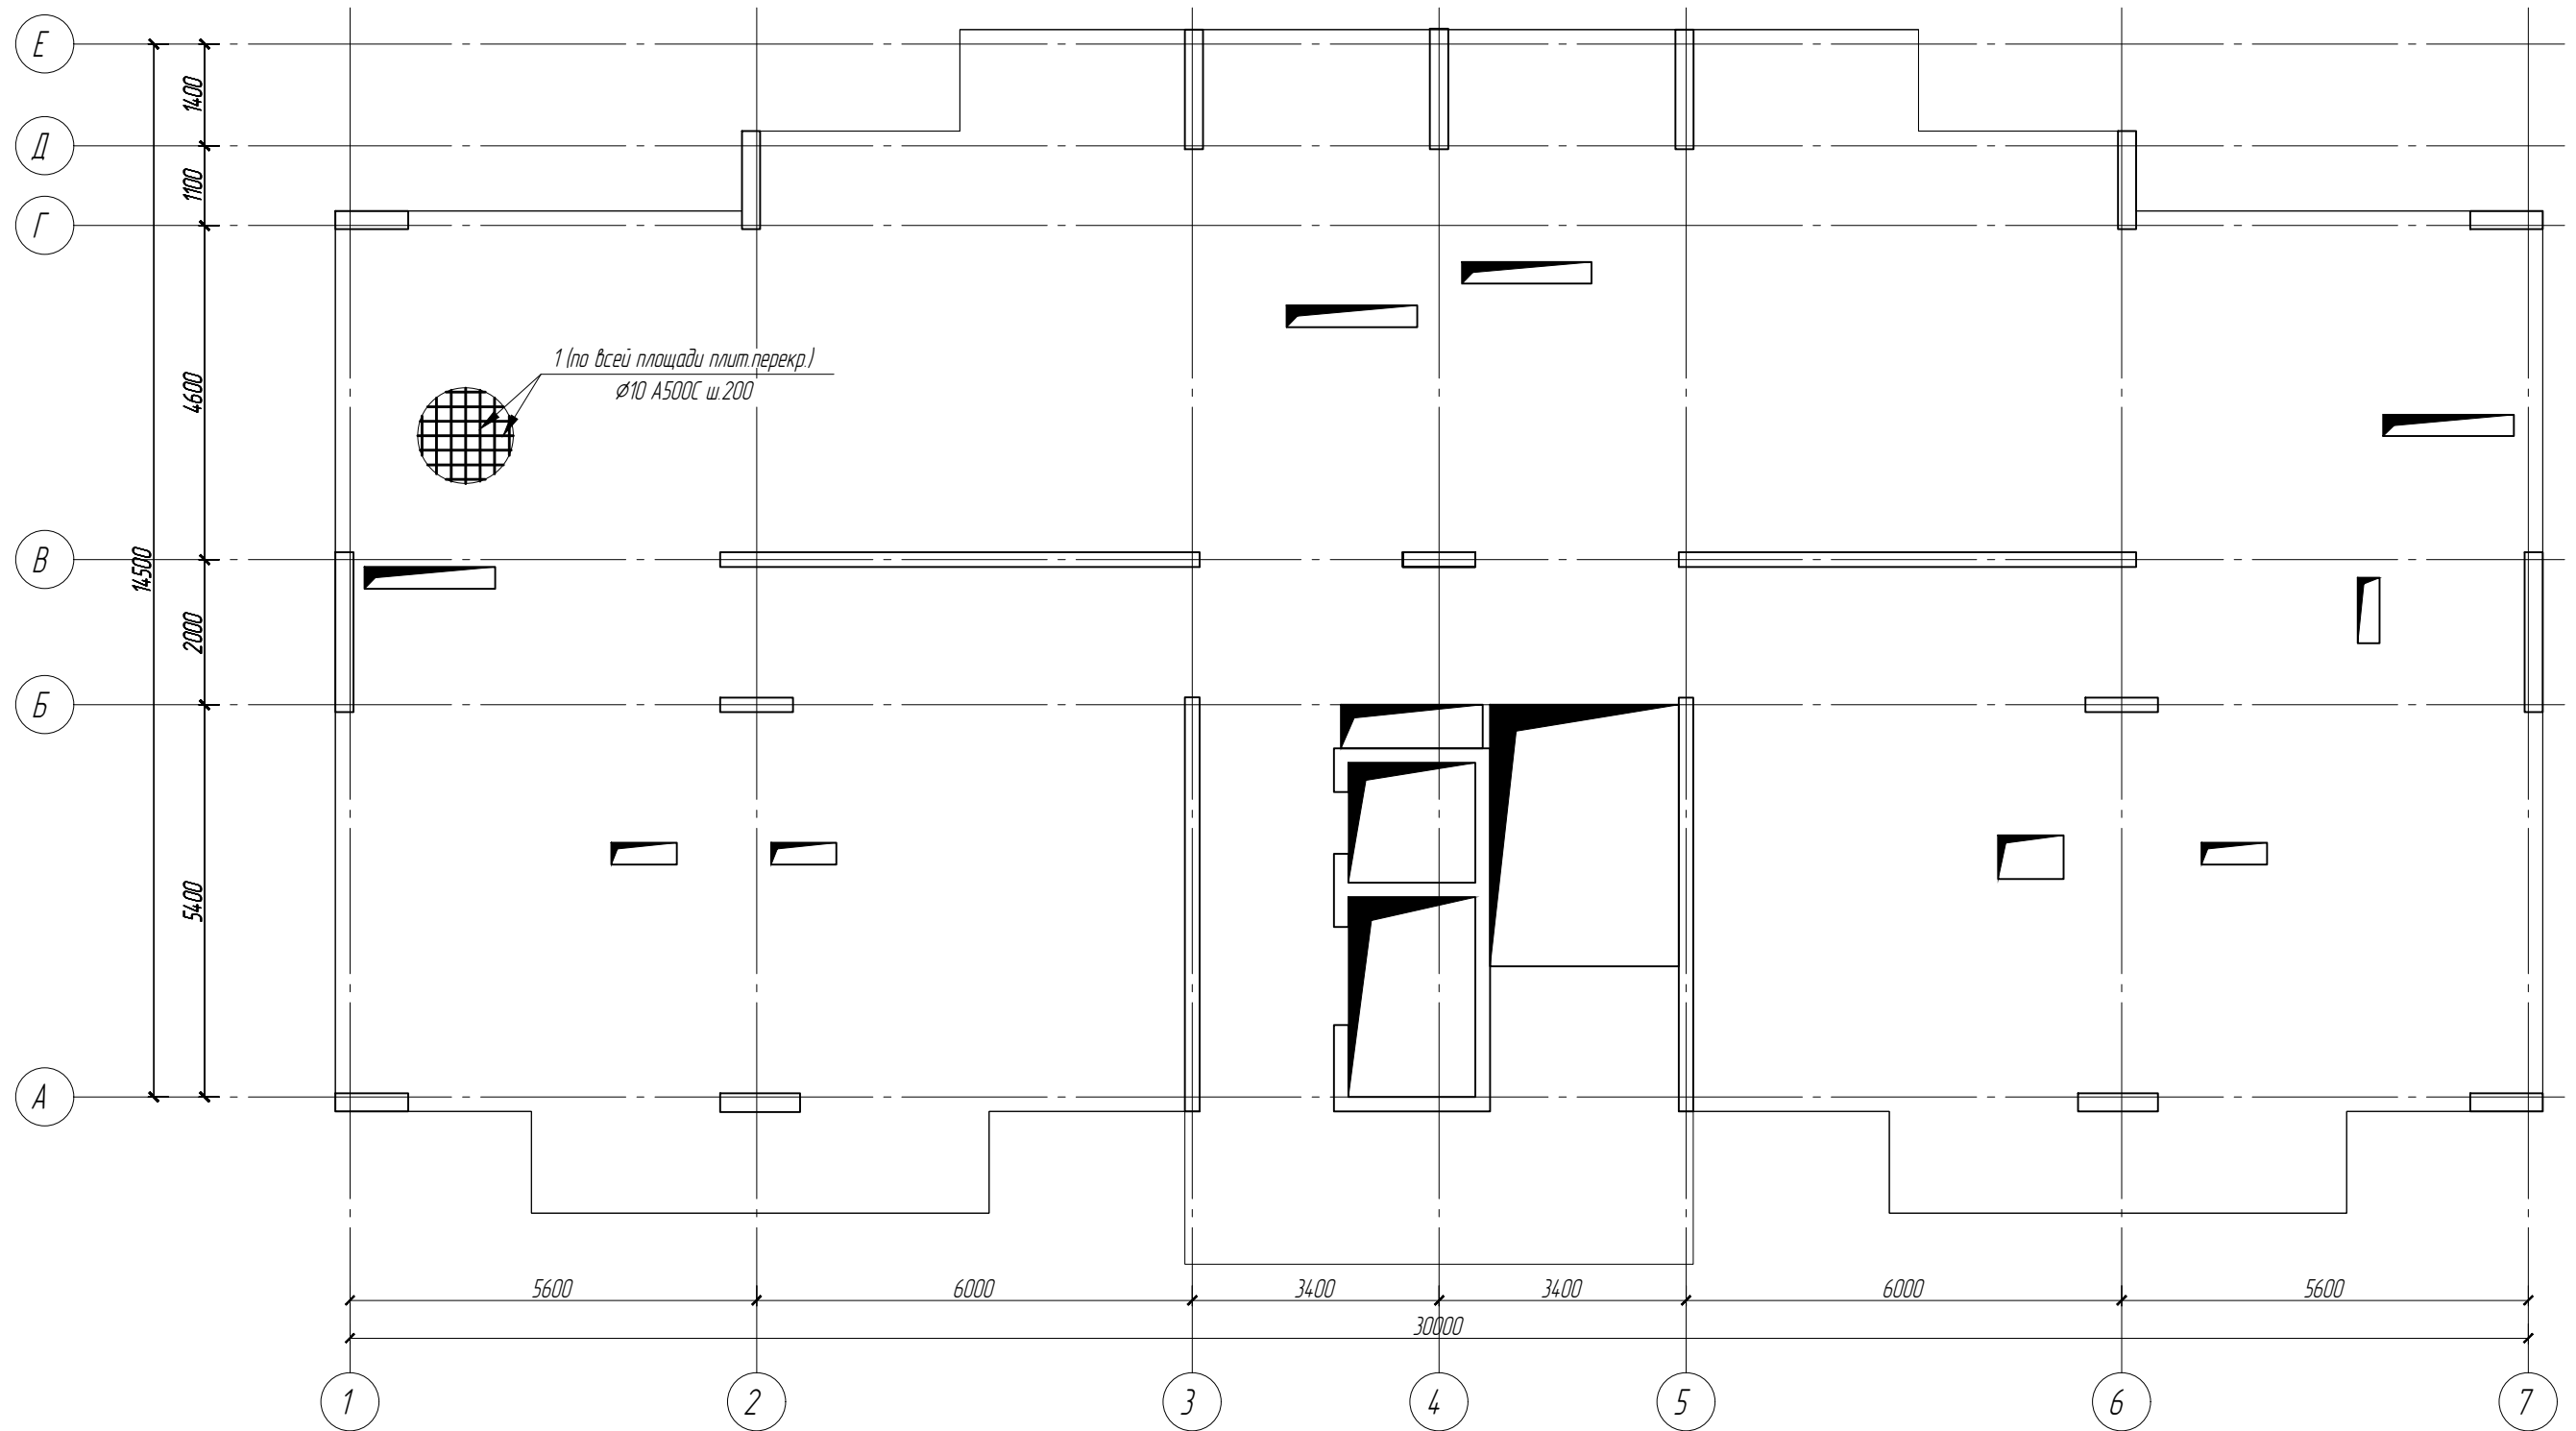 Е
1400
Д
1100
Г
1 (по всей площади плит.перекр.)
4600
⌀10 А500С ш.200
В
14500
2000
Б
5400
А
5600 6000 3400 3400 6000 5600
30000
1 2 3 4 5 6 7